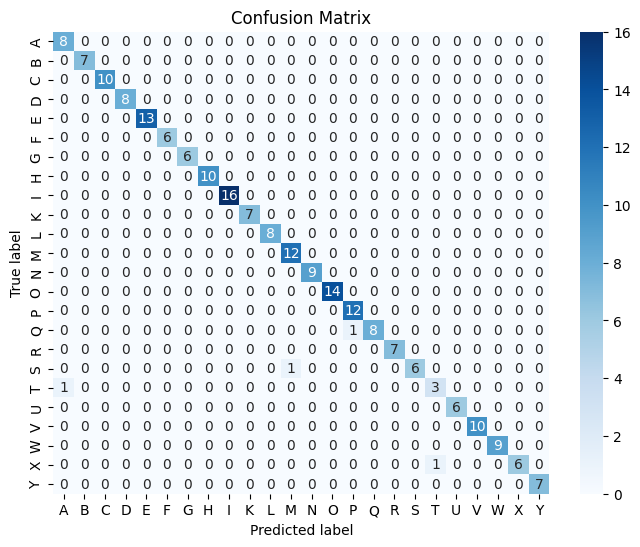 Confusion Matrix
True label
A 8 0 0 0 0 0 0 0 0 0 0 0 0 0 0 0 0 0 0 0 0 0 0 0
B 0 7 0 0 0 0 0 0 0 0 0 0 0 0 0 0 0 0 0 0 0 0 0 0
C 0 0 10 0 0 0 0 0 0 0 0 0 0 0 0 0 0 0 0 0 0 0 0 0
D 0 0 0 8 0 0 0 0 0 0 0 0 0 0 0 0 0 0 0 0 0 0 0 0
E 0 0 0 0 13 0 0 0 0 0 0 0 0 0 0 0 0 0 0 0 0 0 0 0
F 0 0 0 0 0 6 0 0 0 0 0 0 0 0 0 0 0 0 0 0 0 0 0 0
G 0 0 0 0 0 0 6 0 0 0 0 0 0 0 0 0 0 0 0 0 0 0 0 0
H 0 0 0 0 0 0 0 10 0 0 0 0 0 0 0 0 0 0 0 0 0 0 0 0
I 0 0 0 0 0 0 0 0 16 0 0 0 0 0 0 0 0 0 0 0 0 0 0 0
K 0 0 0 0 0 0 0 0 0 7 0 0 0 0 0 0 0 0 0 0 0 0 0 0
L 0 0 0 0 0 0 0 0 0 0 8 0 0 0 0 0 0 0 0 0 0 0 0 0
M 0 0 0 0 0 0 0 0 0 0 0 12 0 0 0 0 0 0 0 0 0 0 0 0
N 0 0 0 0 0 0 0 0 0 0 0 0 9 0 0 0 0 0 0 0 0 0 0 0
O 0 0 0 0 0 0 0 0 0 0 0 0 0 14 0 0 0 0 0 0 0 0 0 0
P 0 0 0 0 0 0 0 0 0 0 0 0 0 0 12 0 0 0 0 0 0 0 0 0
Q 0 0 0 0 0 0 0 0 0 0 0 0 0 0 1 8 0 0 0 0 0 0 0 0
R 0 0 0 0 0 0 0 0 0 0 0 0 0 0 0 0 7 0 0 0 0 0 0 0
S 0 0 0 0 0 0 0 0 0 0 0 1 0 0 0 0 0 6 0 0 0 0 0 0
T 1 0 0 0 0 0 0 0 0 0 0 0 0 0 0 0 0 0 3 0 0 0 0 0
U 0 0 0 0 0 0 0 0 0 0 0 0 0 0 0 0 0 0 0 6 0 0 0 0
V 0 0 0 0 0 0 0 0 0 0 0 0 0 0 0 0 0 0 0 0 10 0 0 0
W 0 0 0 0 0 0 0 0 0 0 0 0 0 0 0 0 0 0 0 0 0 9 0 0
X 0 0 0 0 0 0 0 0 0 0 0 0 0 0 0 0 0 0 1 0 0 0 6 0
Y 0 0 0 0 0 0 0 0 0 0 0 0 0 0 0 0 0 0 0 0 0 0 0 7
A B C D E F G H I K L M N O P Q R S T U V W X Y
Predicted label
16
14
12
10
8
6
4
2
0